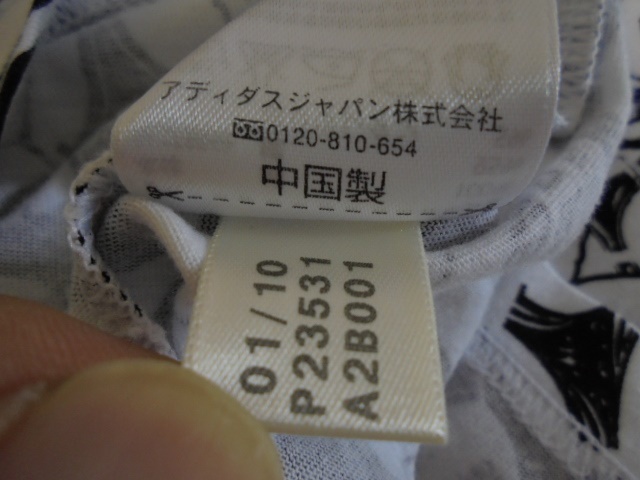 アディダスジャパン株式会社
0120-810-654
中国製
01/10
P23531
A2B001